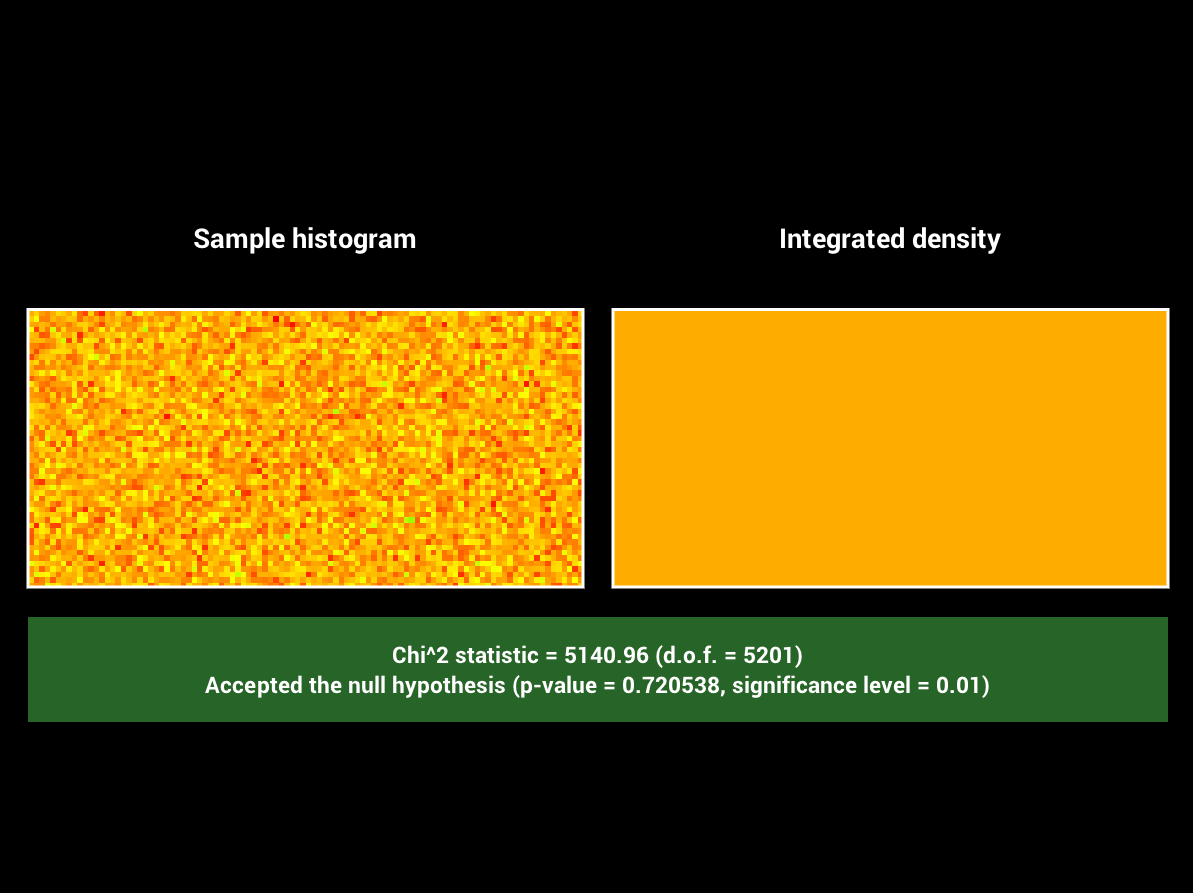 Sample histogram
Integrated density
Chi^2 statistic = 5140.96 (d.o.f. = 5201)
Accepted the null hypothesis (p-value = 0.720538, significance level = 0.01)